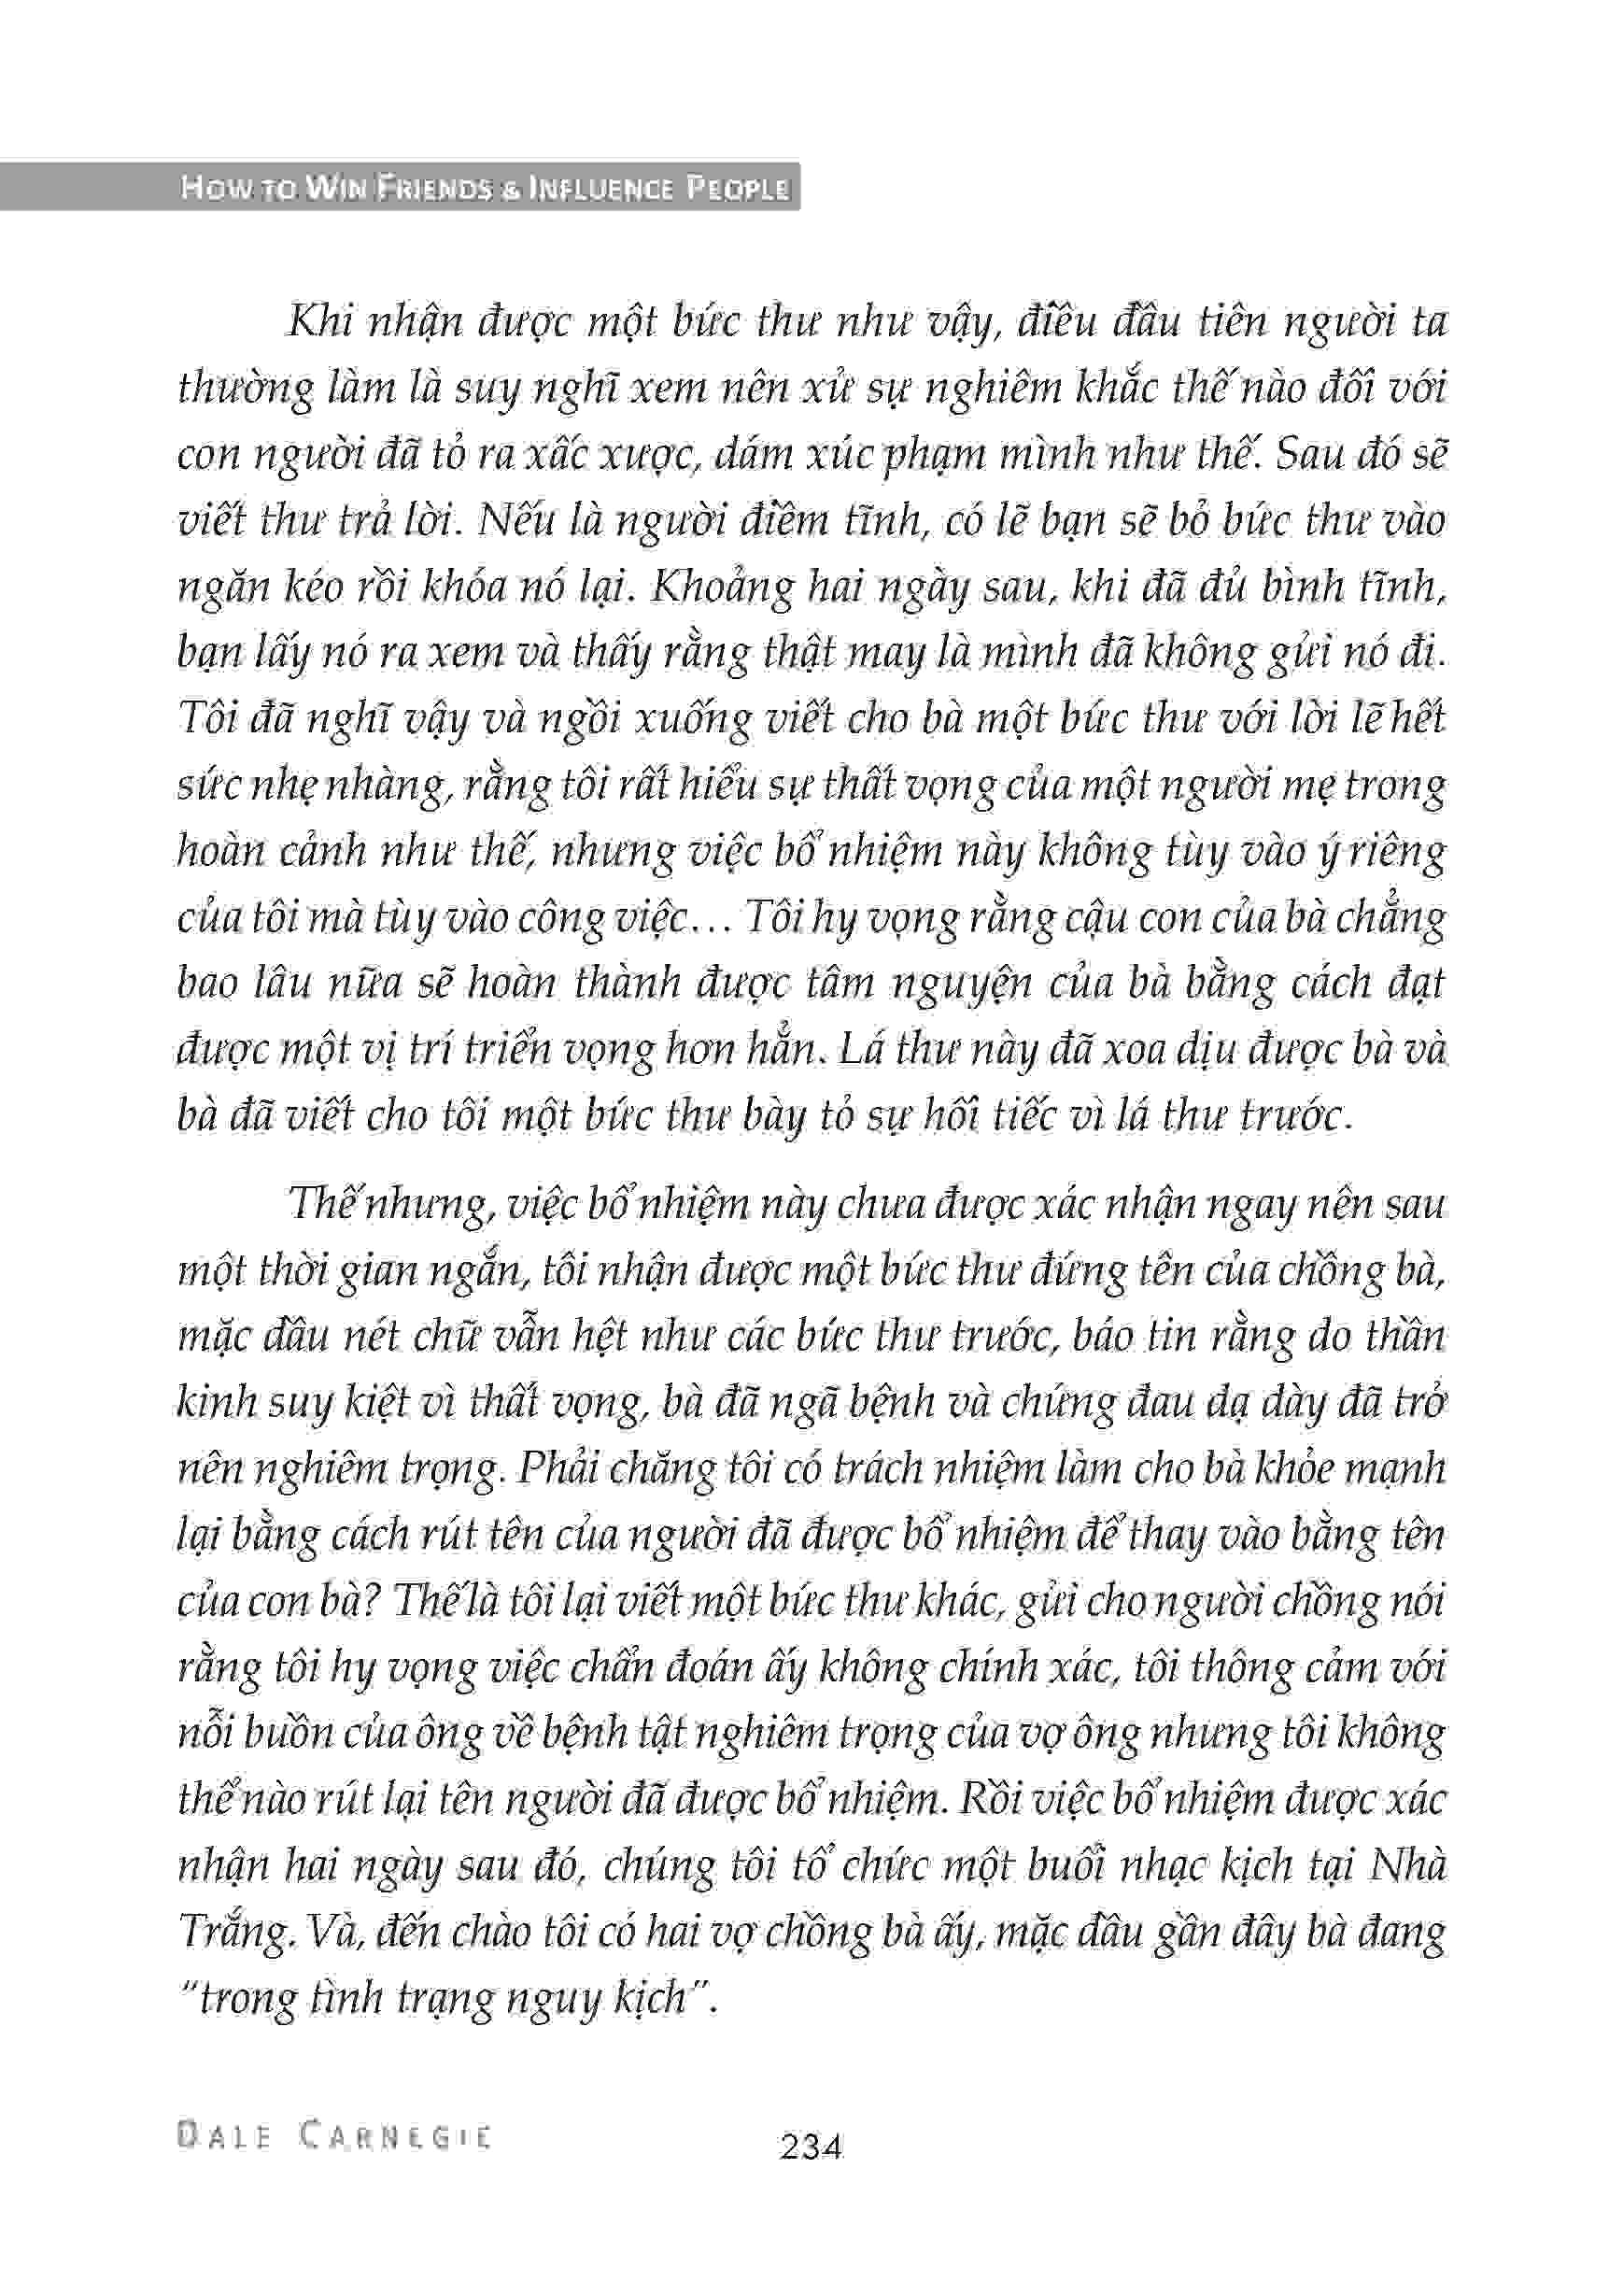 HOW TO WIN FRIENDS & INFLUENCE PEOPLE
Khi nhận được một bức thư như vậy, điều đầu tiên người ta
thường làm là suy nghĩ xem nên xử sự nghiêm khắc thế nào đối với
con người đã tỏ ra xấc xược, dám xúc phạm mình như thế. Sau đó sẽ
viết thư trả lời. Nếu là người điềm tĩnh, có lẽ bạn sẽ bỏ bức thư vào
ngăn kéo rồi khóa nó lại. Khoảng hai ngày sau, khi đã đủ bình tĩnh,
bạn lấy nó ra xem và thấy rằng thật may là mình đã không gửi nó đi.
Tôi đã nghĩ vậy và ngồi xuống viết cho bà một bức thư với lời lẽ hết
sức nhẹ nhàng, rằng tôi rất hiểu sự thất vọng của một người mẹ trong
hoàn cảnh như thế, nhưng việc bổ nhiệm này không tùy vào ý riêng
của tôi mà tùy vào công việc… Tôi hy vọng rằng cậu con của bà chẳng
bao lâu nữa sẽ hoàn thành được tâm nguyện của bà bằng cách đạt
được một vị trí triển vọng hơn hẳn. Lá thư này đã xoa dịu được bà và
bà đã viết cho tôi một bức thư bày tỏ sự hối tiếc vì lá thư trước.
Thế nhưng, việc bổ nhiệm này chưa được xác nhận ngay nên sau
một thời gian ngắn, tôi nhận được một bức thư đứng tên của chồng bà,
mặc dầu nét chữ vẫn hệt như các bức thư trước, báo tin rằng do thần
kinh suy kiệt vì thất vọng, bà đã ngã bệnh và chứng đau dạ dày đã trở
nên nghiêm trọng. Phải chăng tôi có trách nhiệm làm cho bà khỏe mạnh
lại bằng cách rút tên của người đã được bổ nhiệm để thay vào bằng tên
của con bà? Thế là tôi lại viết một bức thư khác, gửi cho người chồng nói
rằng tôi hy vọng việc chẩn đoán ấy không chính xác, tôi thông cảm với
nỗi buồn của ông về bệnh tật nghiêm trọng của vợ ông nhưng tôi không
thể nào rút lại tên người đã được bổ nhiệm. Rồi việc bổ nhiệm được xác
nhận hai ngày sau đó, chúng tôi tổ chức một buổi nhạc kịch tại Nhà
Trắng. Và, đến chào tôi có hai vợ chồng bà ấy, mặc dầu gần đây bà đang
“trong tình trạng nguy kịch”.
DALE CARNEGIE
234